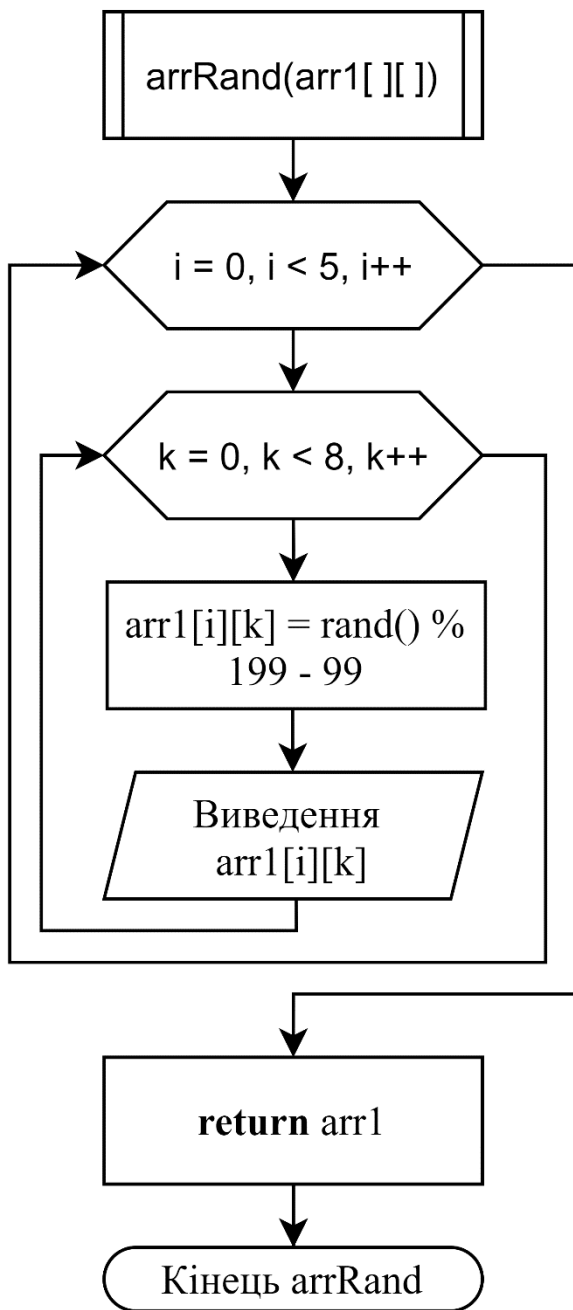 arrRand(arr1[ ][ ])
i = 0, i < 5, i++
k = 0, k < 8, k++
arr1[i][k] = rand() %
199 - 99
Виведення
arr1[i][k]
return arr1
Кінець arrRand